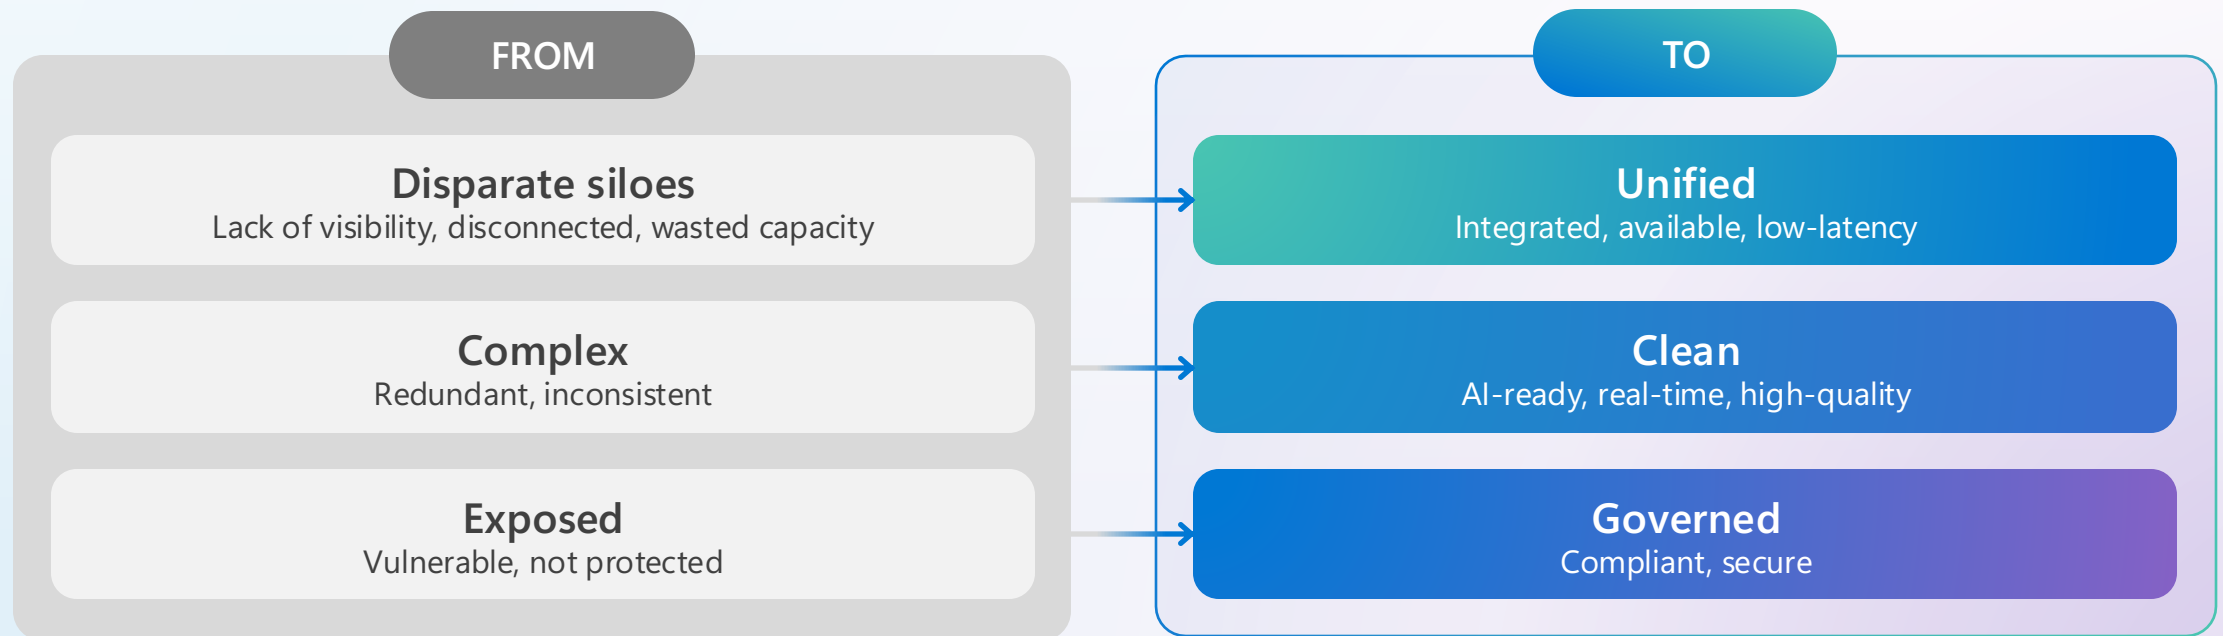 FROM
Disparate siloes
Lack of visibility, disconnected, wasted capacity
Complex
Redundant, inconsistent
Exposed
Vulnerable, not protected
TO
Unified
Integrated, available, low-latency
Clean
AI-ready, real-time, high-quality
Governed
Compliant, secure